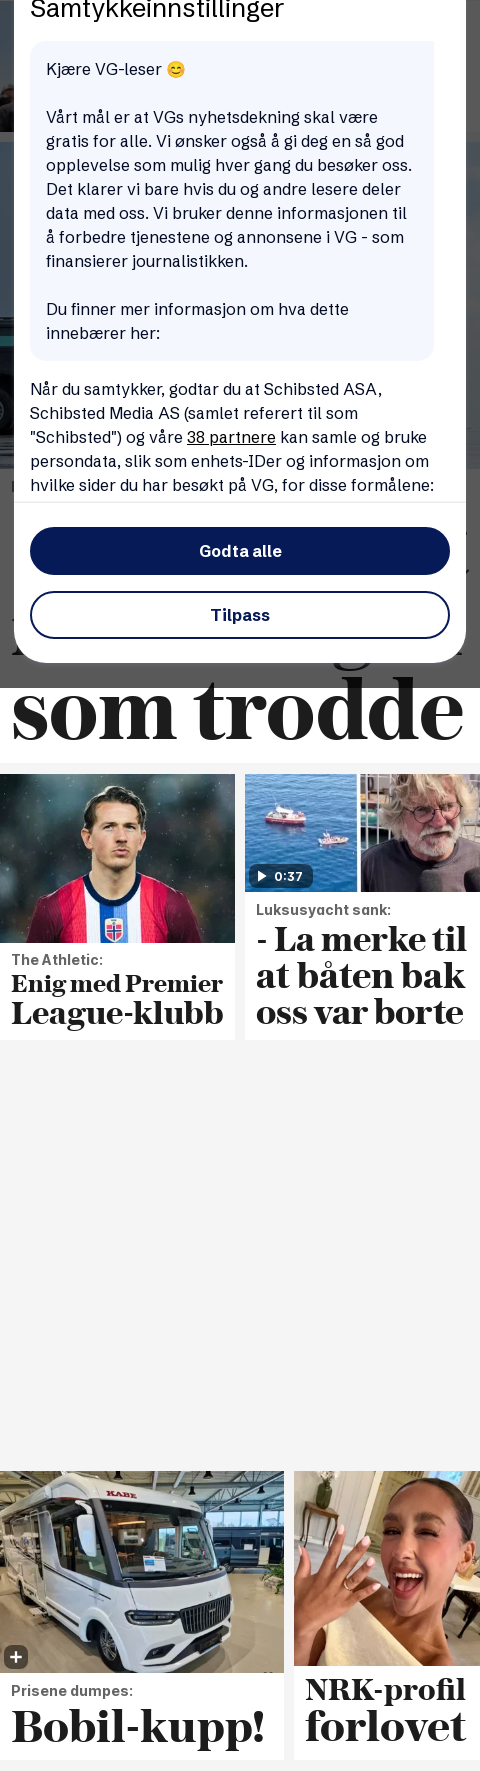 Samtykkeinnstillinger
Kjære VG-leser 😊
Vårt mål er at VGs nyhetsdekning skal være
gratis for alle. Vi ønsker også å gi deg en så god
opplevelse som mulig hver gang du besøker oss.
Det klarer vi bare hvis du og andre lesere deler
data med oss. Vi bruker denne informasjonen til
å forbedre tjenestene og annonsene i VG - som
finansierer journalistikken.
Du finner mer informasjon om hva dette
innebærer her:
Når du samtykker, godtar du at Schibsted ASA,
Schibsted Media AS (samlet referert til som
"Schibsted") og våre 38 partnere kan samle og bruke
persondata, slik som enhets-IDer og informasjon om
hvilke sider du har besøkt på VG, for disse formålene:
Godta alle
Tilpass
som trodde
0:37
The Athletic:
Enig med Premier
League-klubb
Luksusyacht sank:
- La merke til
at båten bak
oss var borte
KABE
Prisene dumpes:
Bobil-kupp!
NRK-profil
forlovet